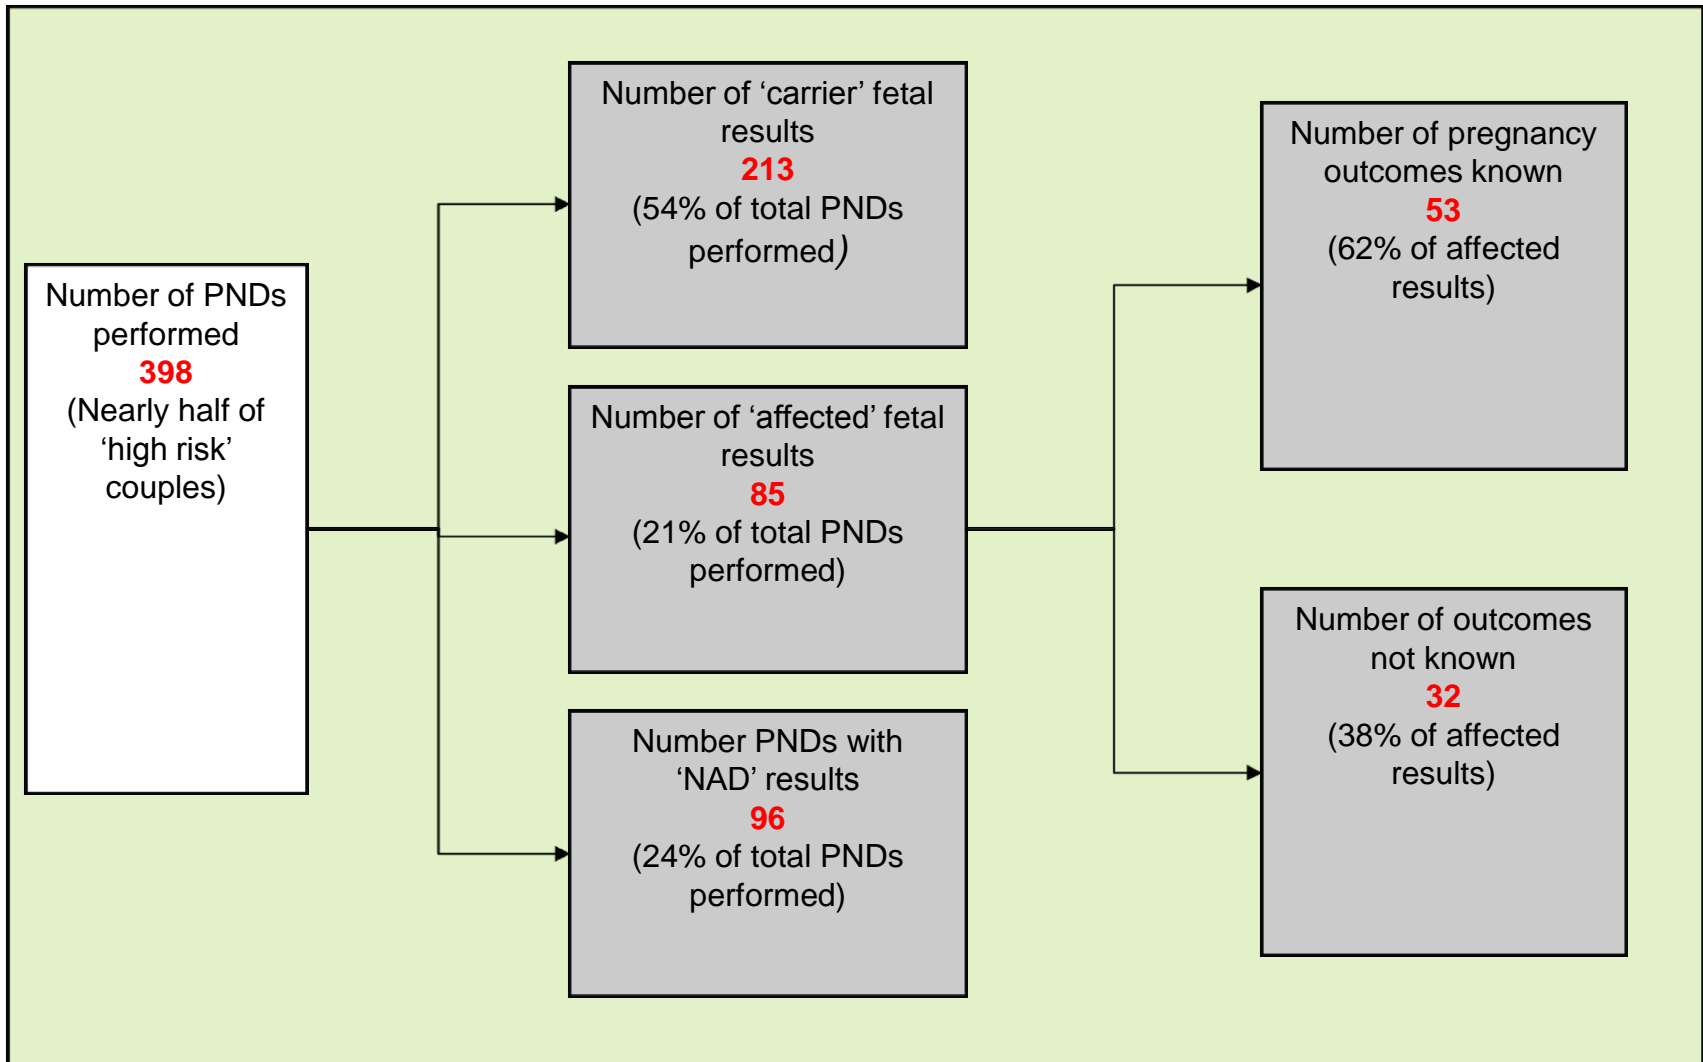 Number of PNDs
performed
398
(Nearly half of
‘high risk’
couples)
Number of ‘carrier’ fetal
results
213
(54% of total PNDs
performed)
Number of ‘affected’ fetal
results
85
(21% of total PNDs
performed)
Number PNDs with
‘NAD’ results
96
(24% of total PNDs
performed)
Number of pregnancy
outcomes known
53
(62% of affected
results)
Number of outcomes
not known
32
(38% of affected
results)